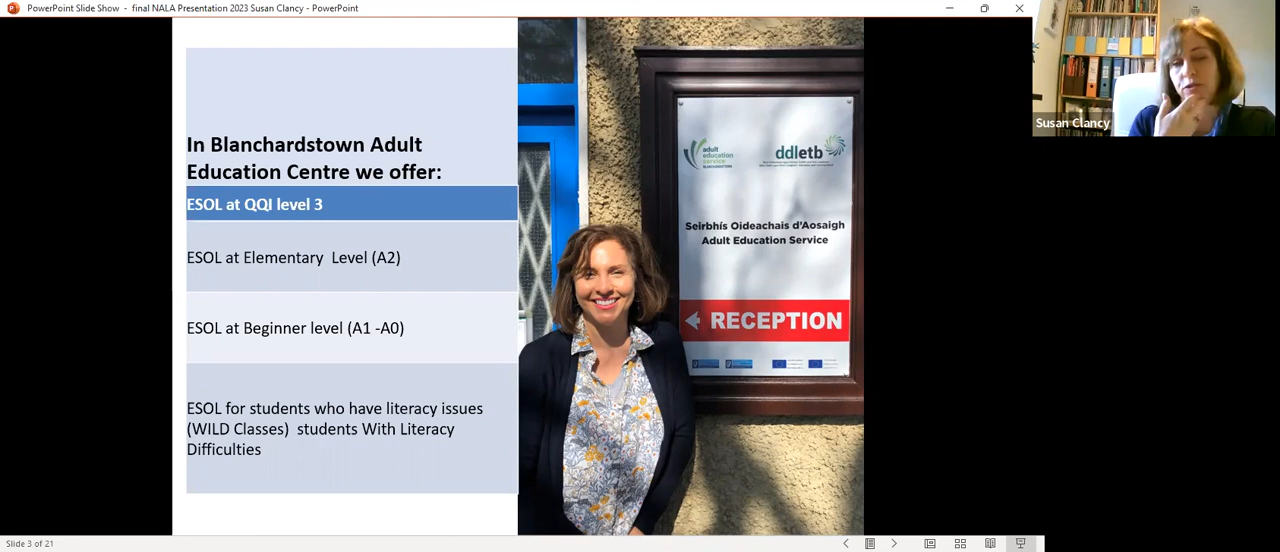 PowerPoint Slide Show - final NALA Presentation 2023 Susan Clancy - PowerPoint
Susan Clancy
In Blanchardstown Adult
Education Centre we offer:
ESOL at QQI level 3
ESOL at Elementary Level (A2)
ESOL at Beginner level (A1 -A0)
ESOL for students who have literacy issues
(WILD Classes) students With Literacy
Difficulties
adult
education
service
BLANCHARDSTOWN
ddletb
Seirbhís Oideachais d'Aosaigh
Adult Education Service
RECEPTION
Slide 3 of 21